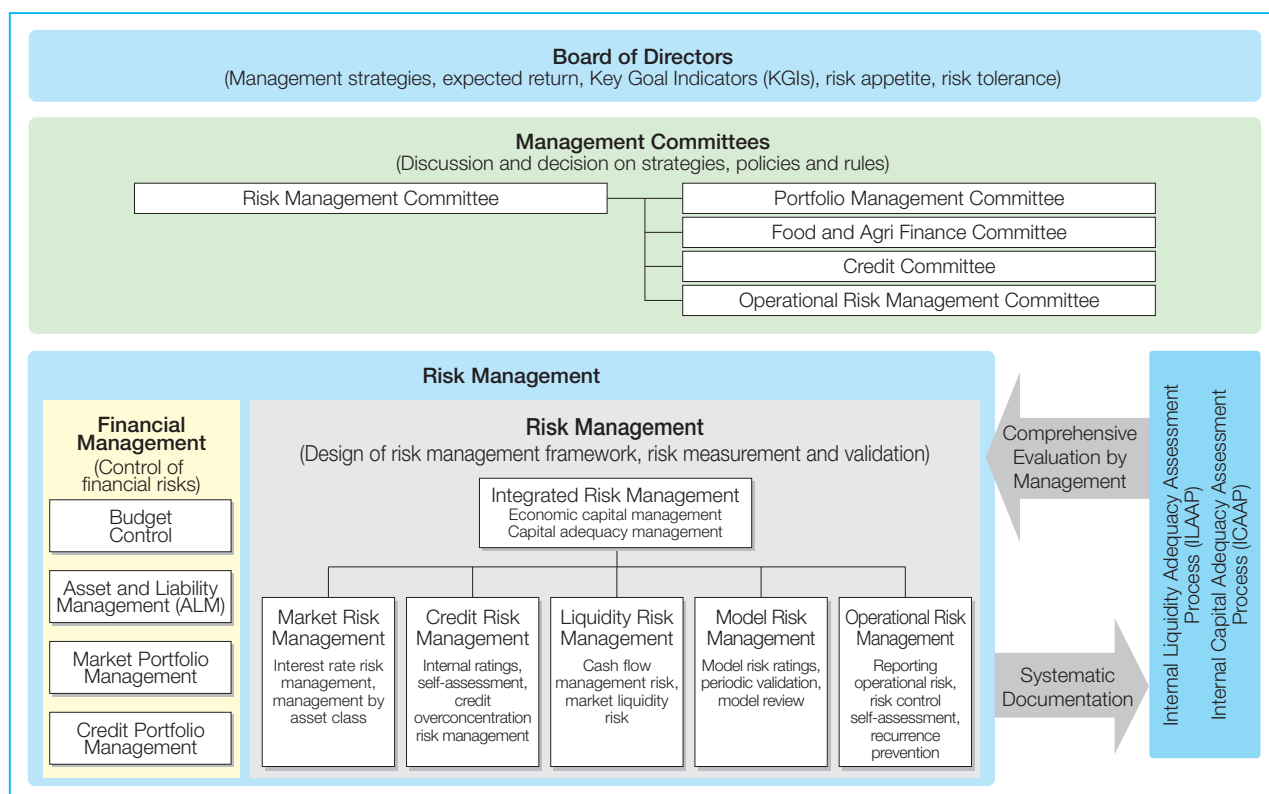 Board of Directors
(Management strategies, expected return, Key Goal Indicators (KGIs), risk appetite, risk tolerance)
Management Committees
(Discussion and decision on strategies, policies and rules)
Risk Management Committee
Portfolio Management Committee
Food and Agri Finance Committee
Credit Committee
Operational Risk Management Committee
Risk Management
Financial
Management
(Control of
financial risks)
Budget
Control
Asset and Liability
Management (ALM)
Market Portfolio
Management
Credit Portfolio
Management
Risk Management
(Design of risk management framework, risk measurement and validation)
Integrated Risk Management
Economic capital management
Capital adequacy management
Market Risk
Management
Interest rate risk
management,
management by
asset class
Credit Risk
Management
Internal ratings,
self-assessment,
credit
overconcentration
risk management
Liquidity Risk
Management
Cash flow
management risk,
market liquidity
risk
Model Risk
Management
Model risk ratings,
periodic validation,
model review
Operational Risk
Management
Reporting
operational risk,
risk control
self-assessment,
recurrence
prevention
Comprehensive
Evaluation by
Management
Systematic
Documentation
Internal Liquidity Adequacy Assessment
Process (ILAAP)
Internal Capital Adequacy Assessment
Process (ICAAP)